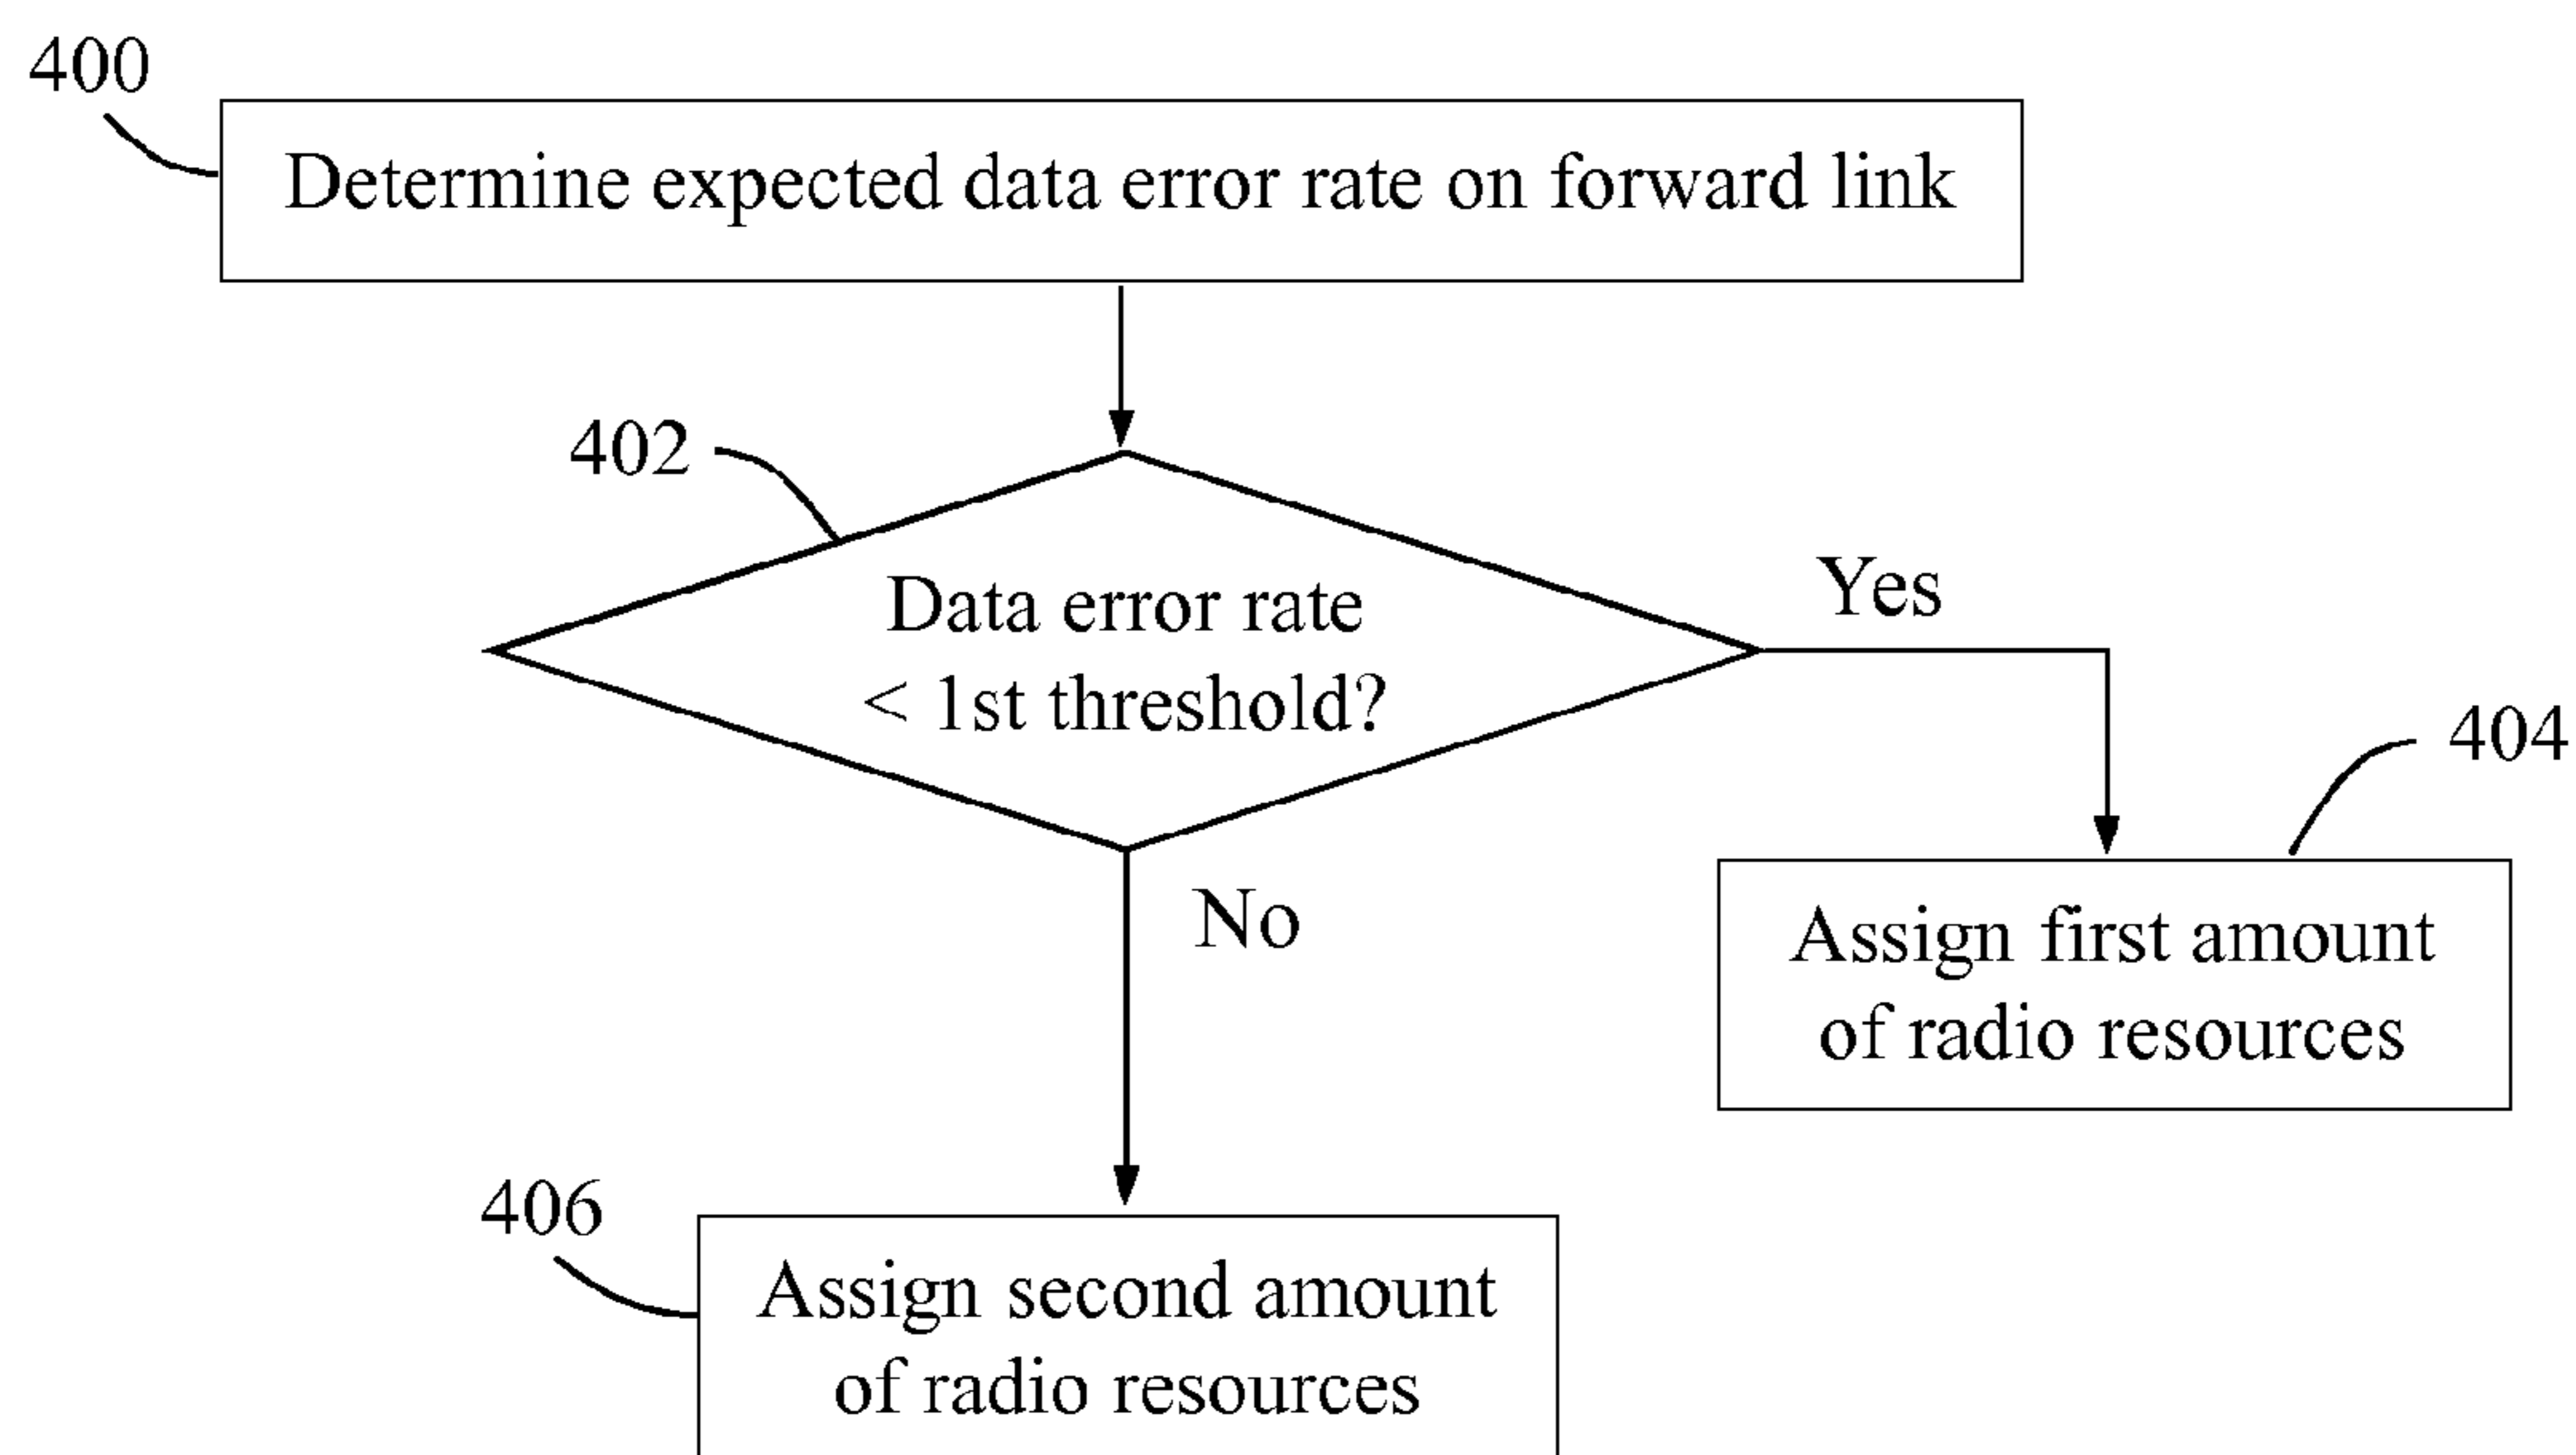 400
Determine expected data error rate on forward link
402
Data error rate
< 1st threshold?
Yes
404
No
Assign first amount
of radio resources
406
Assign second amount
of radio resources